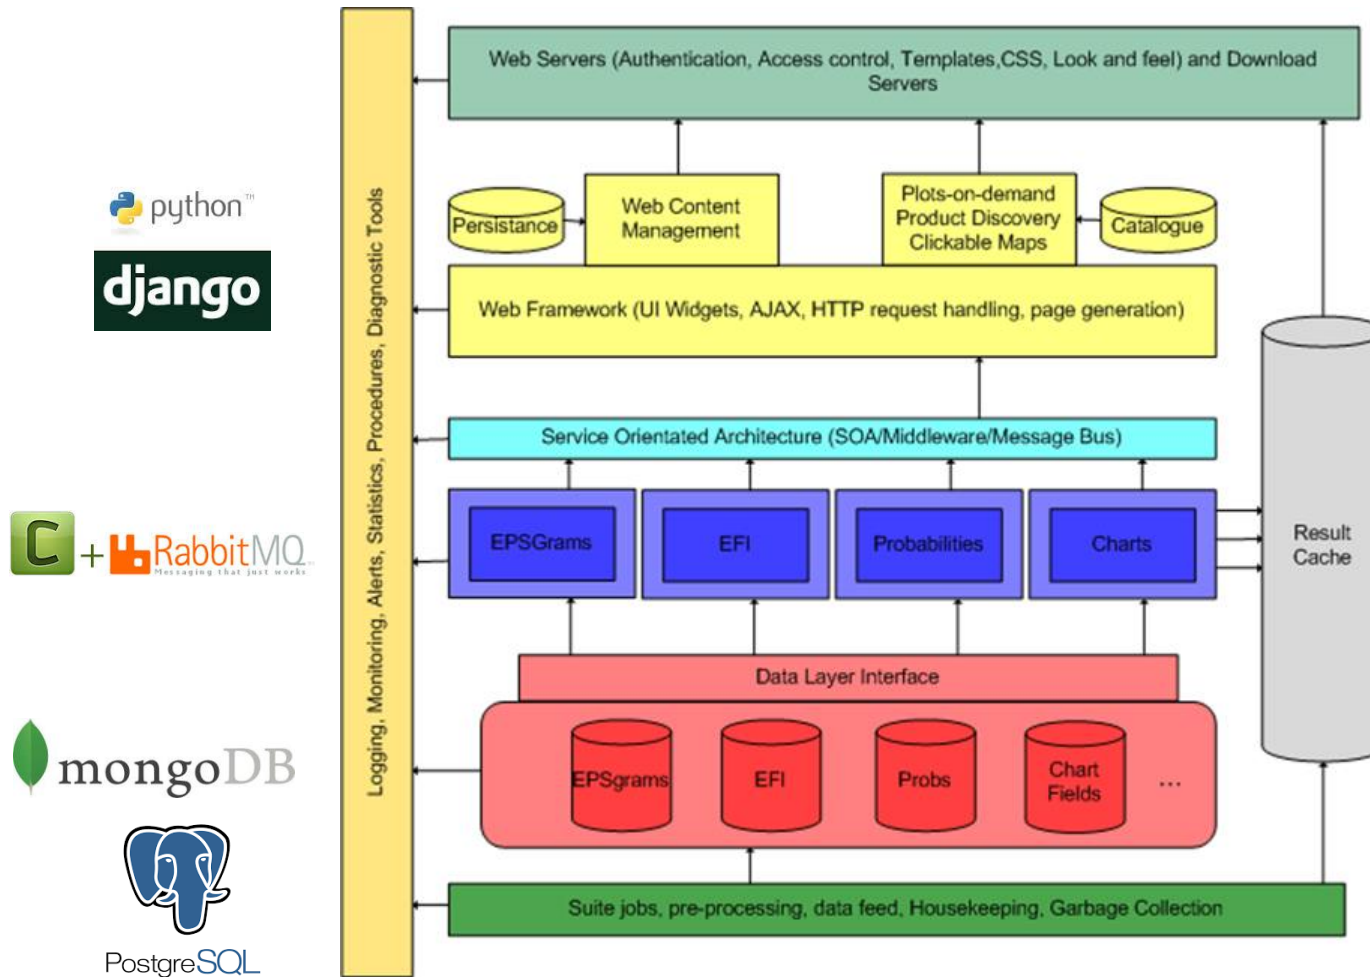 Web Servers (Authentication, Access control, Templates,CSS, Look and feel) and Download
Servers
python™
django
Persistance
Web Content
Management
Plots-on-demand
Product Discovery
Clickable Maps
Catalogue
Web Framework (UI Widgets, AJAX, HTTP request handling, page generation)
Logging, Monitoring, Alerts, Statistics, Procedures, Diagnostic Tools
Service Orientated Architecture (SOA/Middleware/Message Bus)
C + RabbitMQ
Messaging that just works
EPSGrams
EFI
Probabilities
Charts
Result
Cache
Data Layer Interface
mongoDB
EPSgrams
EFI
Probs
Chart
Fields
...
PostgreSQL
Suite jobs, pre-processing, data feed, Housekeeping, Garbage Collection